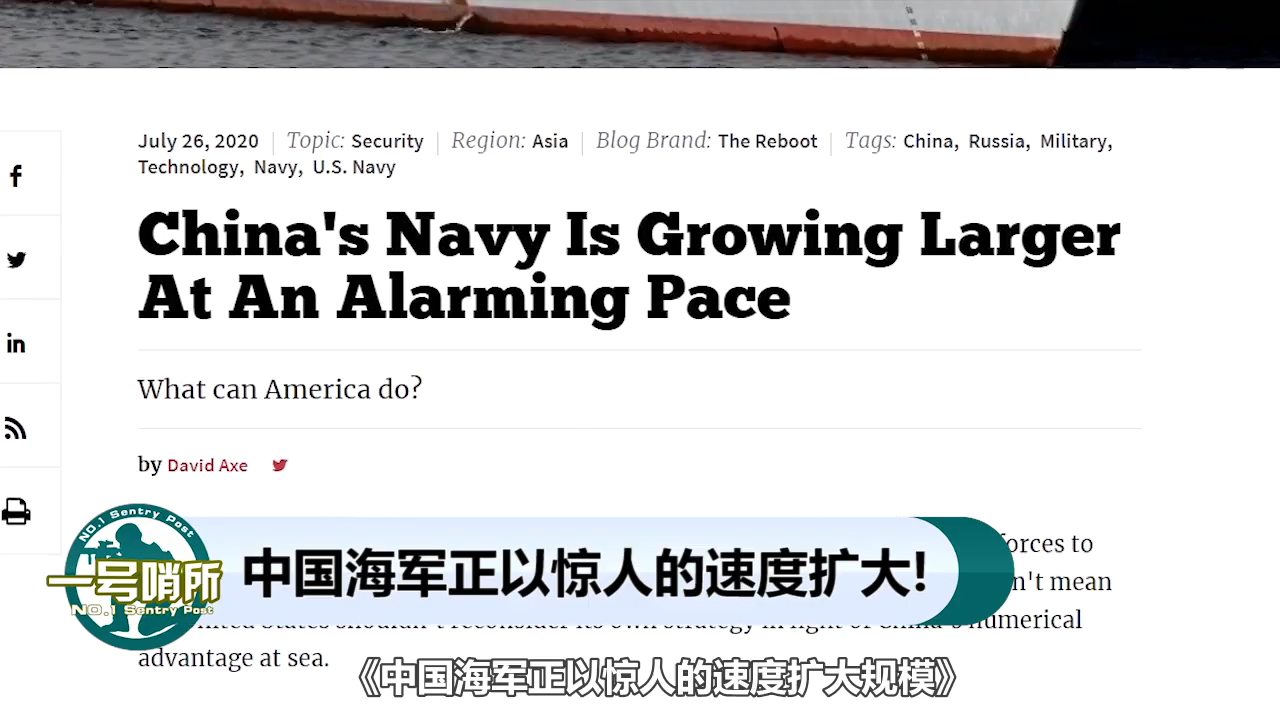 July 26, 2020 | Topic: Security | Region: Asia | Blog Brand: The Reboot | Tags: China, Russia, Military,
Technology, Navy, U.S. Navy
China's Navy Is Growing Larger
At An Alarming Pace
What can America do?
by David Axe
forces to
NO.1 Sentry Post
一号哨所
NO.1 Sentry Post
中国海军正以惊人的速度扩大!
n't mean
numerical
advantage at sea.
《中国海军正以惊人的速度扩大规模》